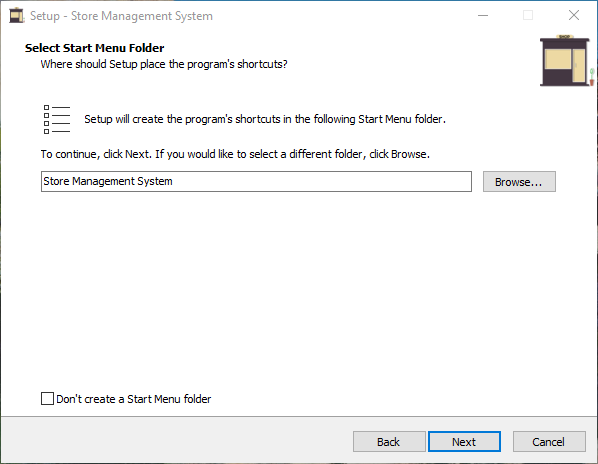 Setup - Store Management System
Select Start Menu Folder
Where should Setup place the program's shortcuts?
SHOP
Setup will create the program's shortcuts in the following Start Menu folder.
To continue, click Next. If you would like to select a different folder, click Browse.
Store Management System
Browse...
Don't create a Start Menu folder
Back
Next
Cancel